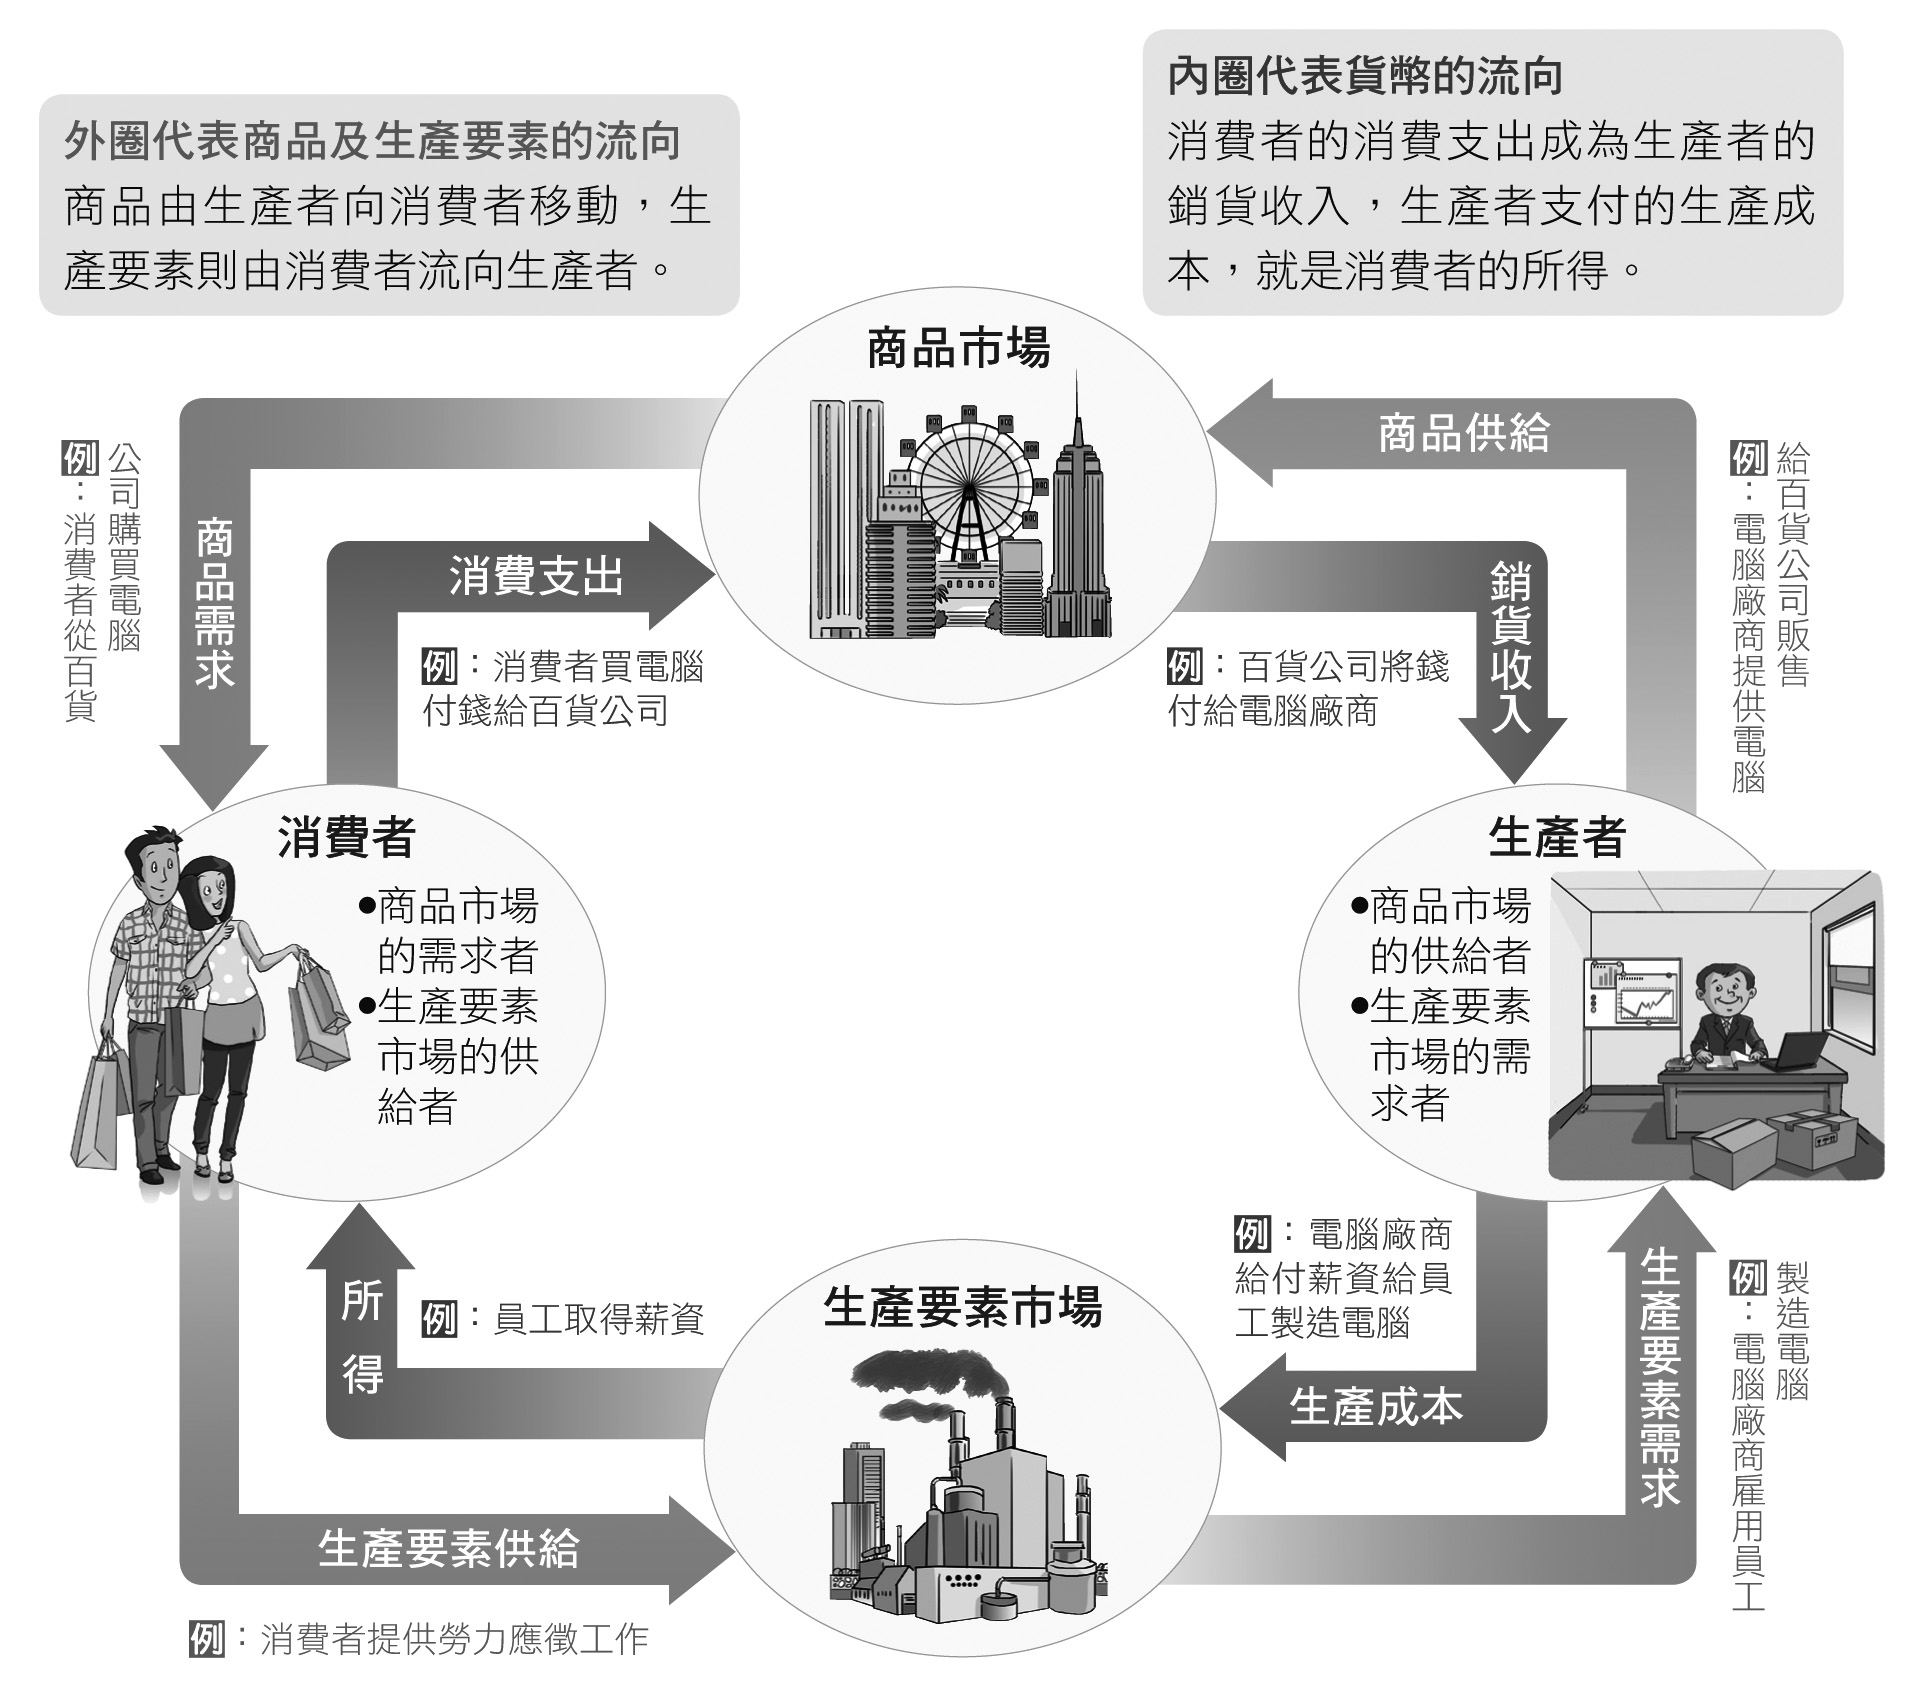 外圈代表商品及生產要素的流向
商品由生產者向消費者移動，生
產要素則由消費者流向生產者。
內圈代表貨幣的流向
消費者的消費支出成為生產者的
銷貨收入，生產者支付的生產成
本，就是消費者的所得。
商品市場
商品供給
例：電腦廠商提供電腦
給百貨公司販售
商品需求
例：消費者從百貨
公司購買電腦
消費支出
例：消費者買電腦
付錢給百貨公司
銷貨收入
例：百貨公司將錢
付給電腦廠商
消費者
●商品市場
的需求者
●生產要素
市場的供
給者
生產者
●商品市場
的供給者
●生產要素
市場的需
求者
所得
例：員工取得薪資
生產要素市場
例：電腦廠商
給付薪資給員
工製造電腦
生產成本
生產要素需求
例：電腦廠商雇用員工
製造電腦
生產要素供給
例：消費者提供勞力應徵工作